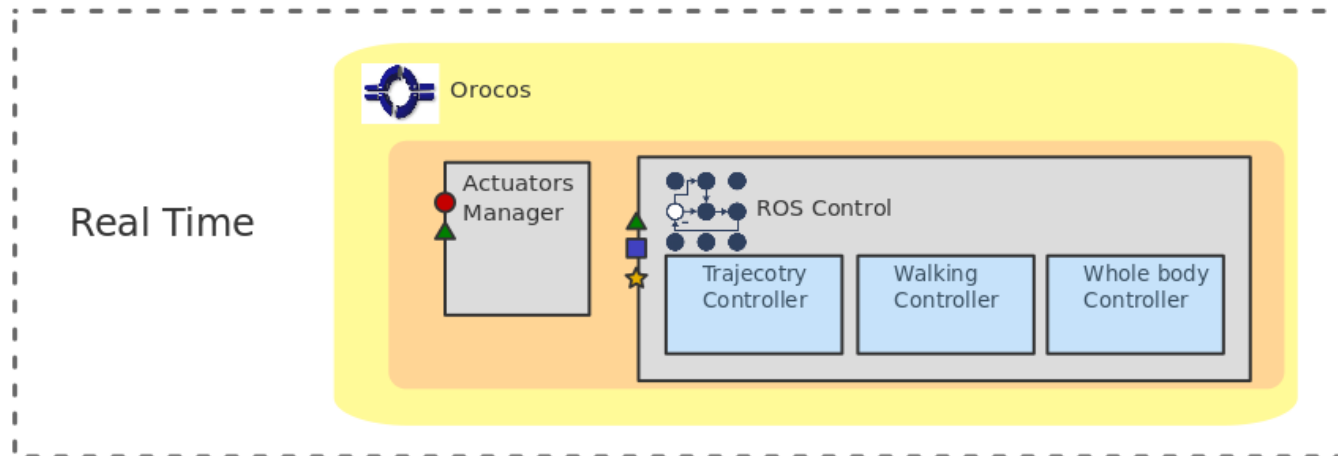 Orocos
Actuators
Manager
Real Time
ROS Control
Trajecotry
Controller
Walking
Controller
Whole body
Controller